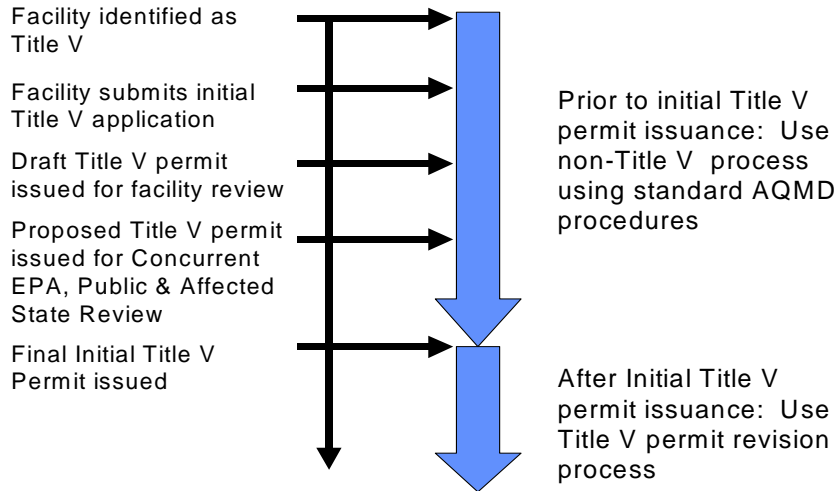 Facility identified as
Title V
Facility submits initial
Title V application
Draft Title V permit
issued for facility review
Proposed Title V permit
issued for Concurrent
EPA, Public & Affected
State Review
Final Initial Title V
Permit issued
Prior to initial Title V
permit issuance: Use
non-Title V process
using standard AQMD
procedures
After Initial Title V
permit issuance: Use
Title V permit revision
process